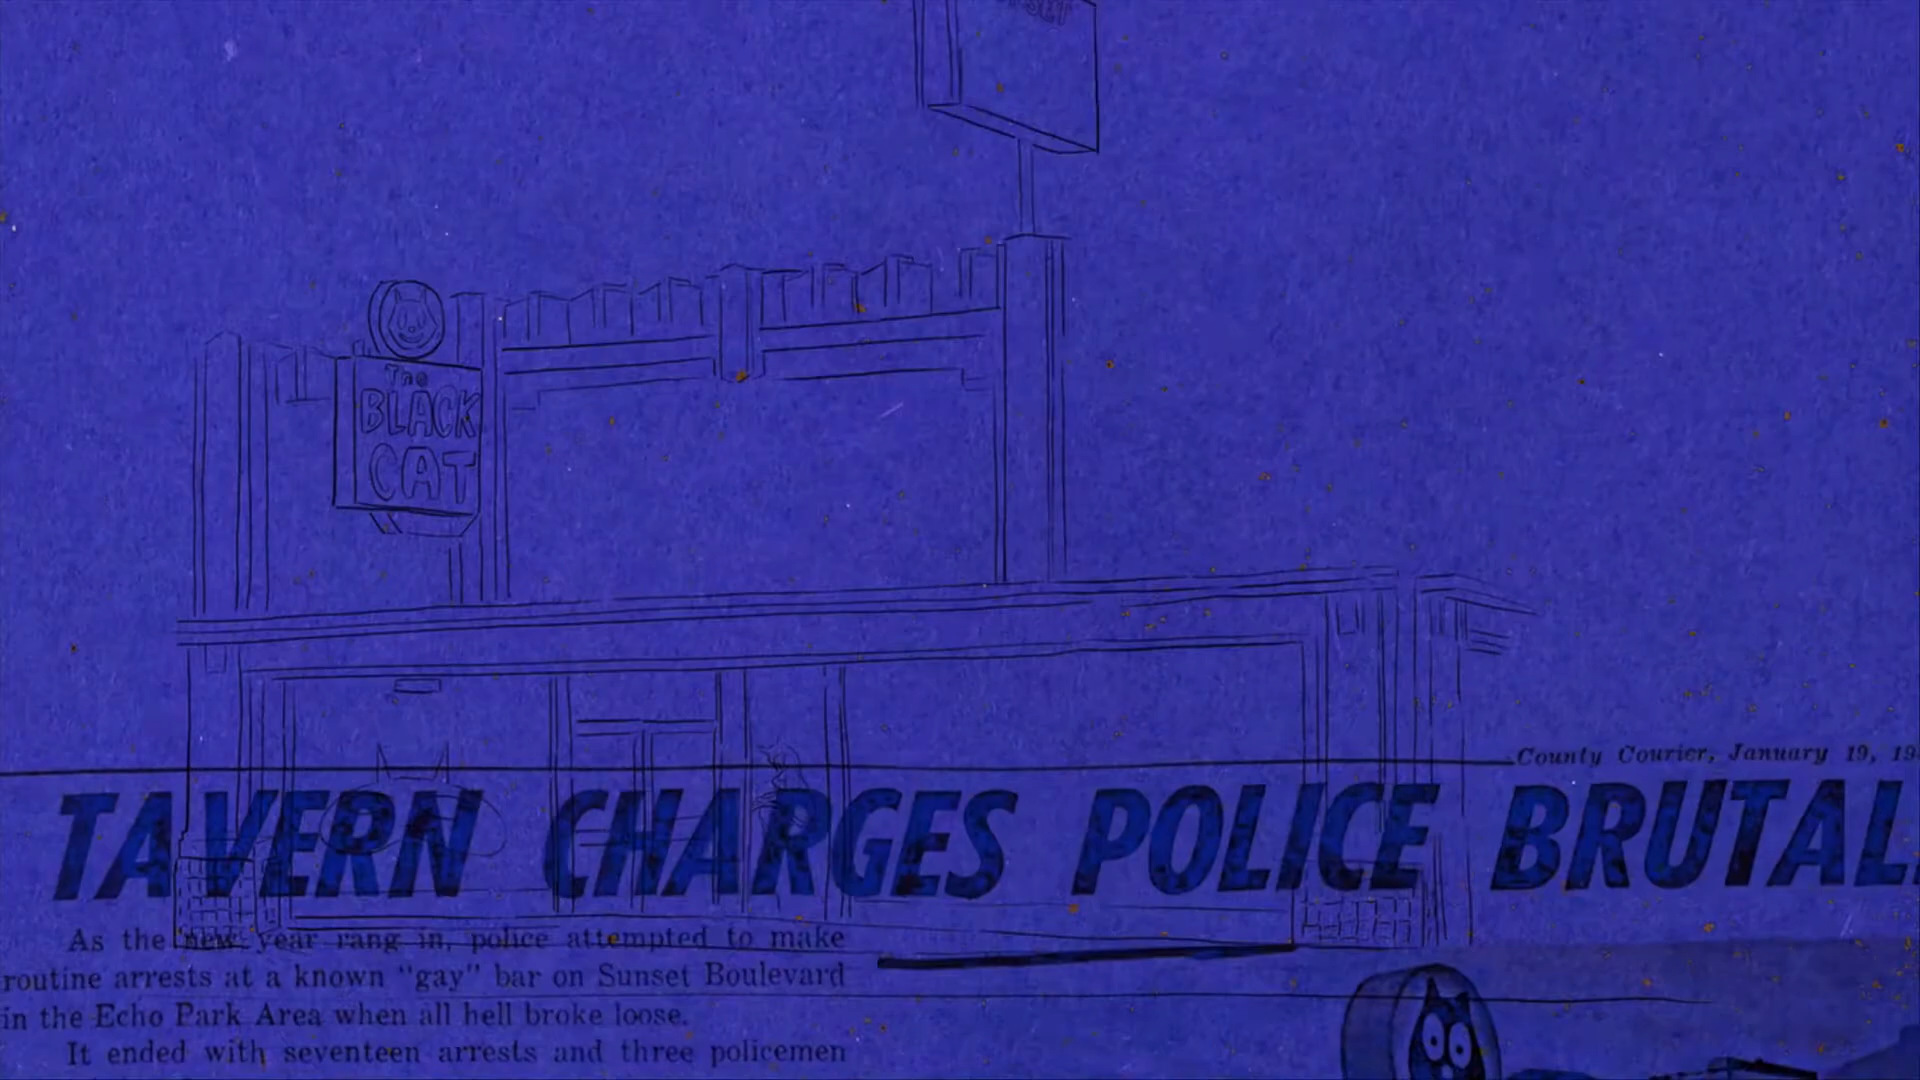 The
BLACK
CAT
County Courier, January 19, 19
TAVERN CHARGES POLICE BRUTAL
As the new year rang in, police attempted to make
routine arrests at a known "gay" bar on Sunset Boulevard
in the Echo Park Area when all hell broke loose.
It ended with seventeen arrests and three policemen